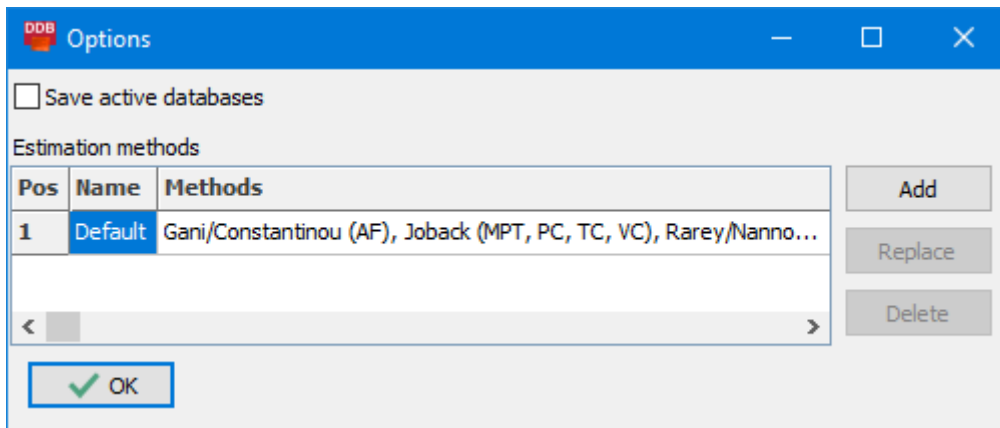 DDB Options
Save active databases
Estimation methods
Pos Name Methods
1 Default Gani/Constantinou (AF), Joback (MPT, PC, TC, VC), Rarey/Nanno...
Add
Replace
Delete
OK